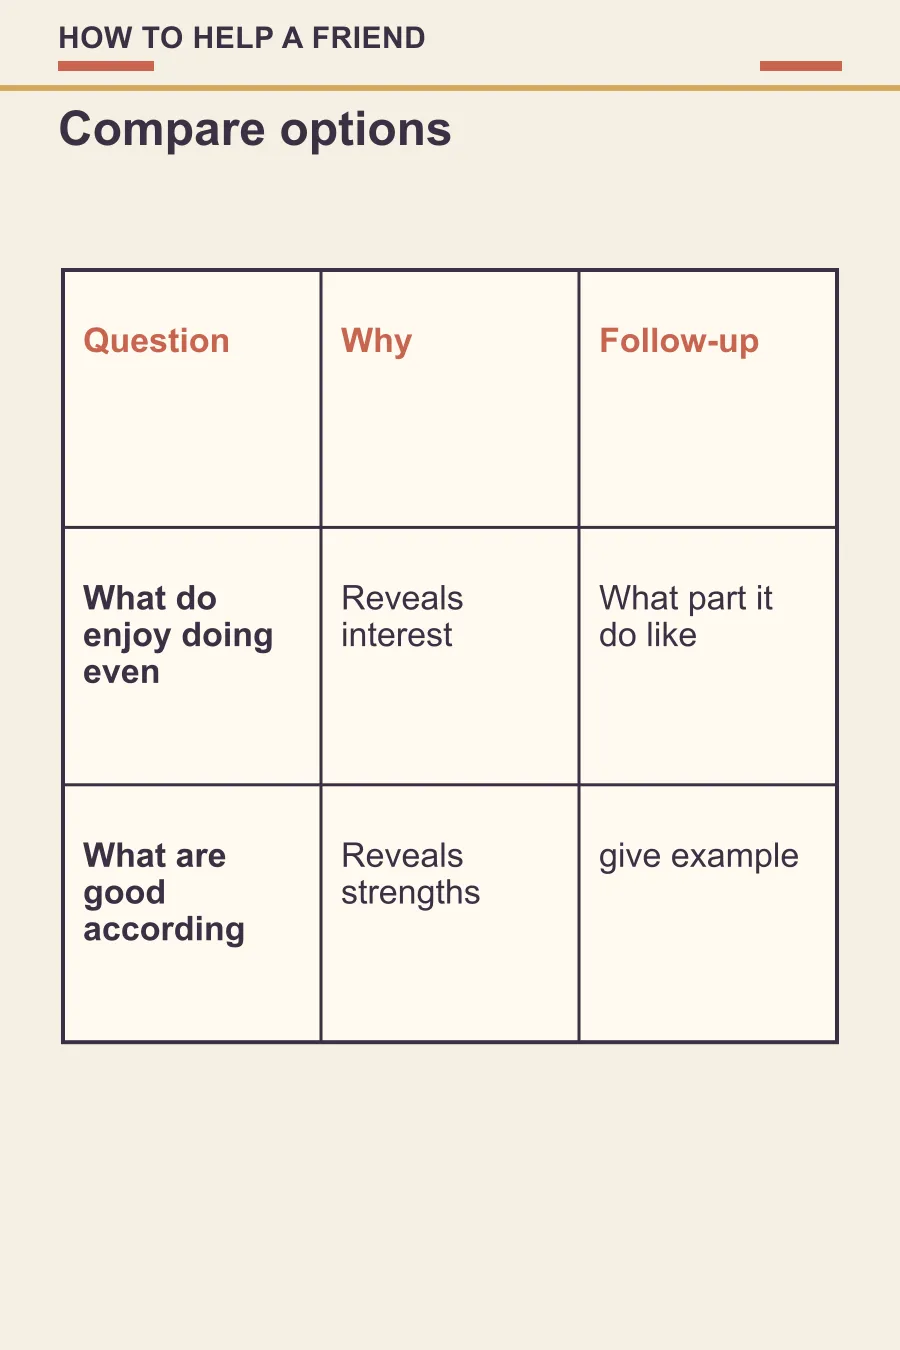 HOW TO HELP A FRIEND
Compare options
Question
Why
Follow-up
What do
enjoy doing
even
Reveals
interest
What part it
do like
What are
good
according
Reveals
strengths
give example